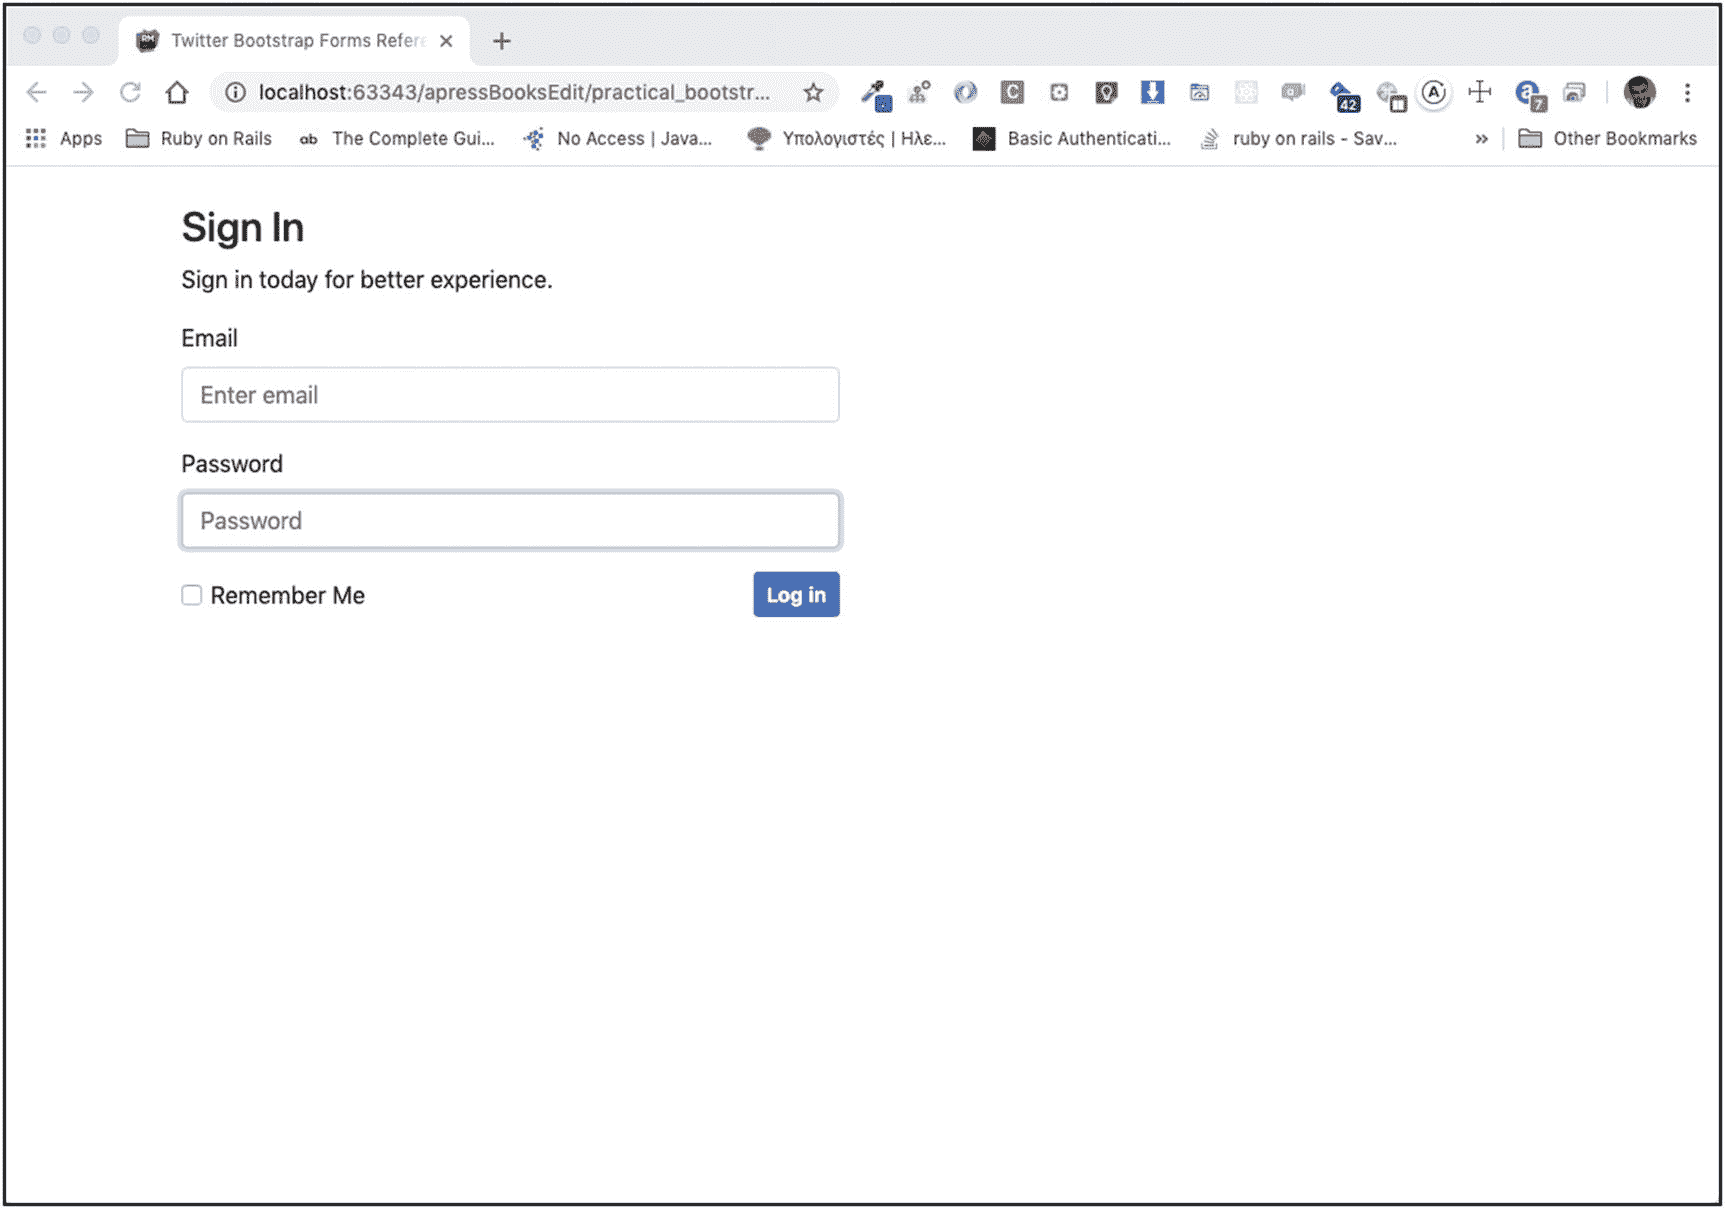 Twitter Bootstrap Forms Refere
localhost:63343/apressBooksEdit/practical_bootstr...
42
7
Apps Ruby on Rails ab The Complete Gui... No Access | Java... Υπολογιστές | Ηλε... Basic Authenticati... ruby on rails - Sav... » Other Bookmarks
Sign In
Sign in today for better experience.
Email
Enter email
Password
Password
Remember Me Log in